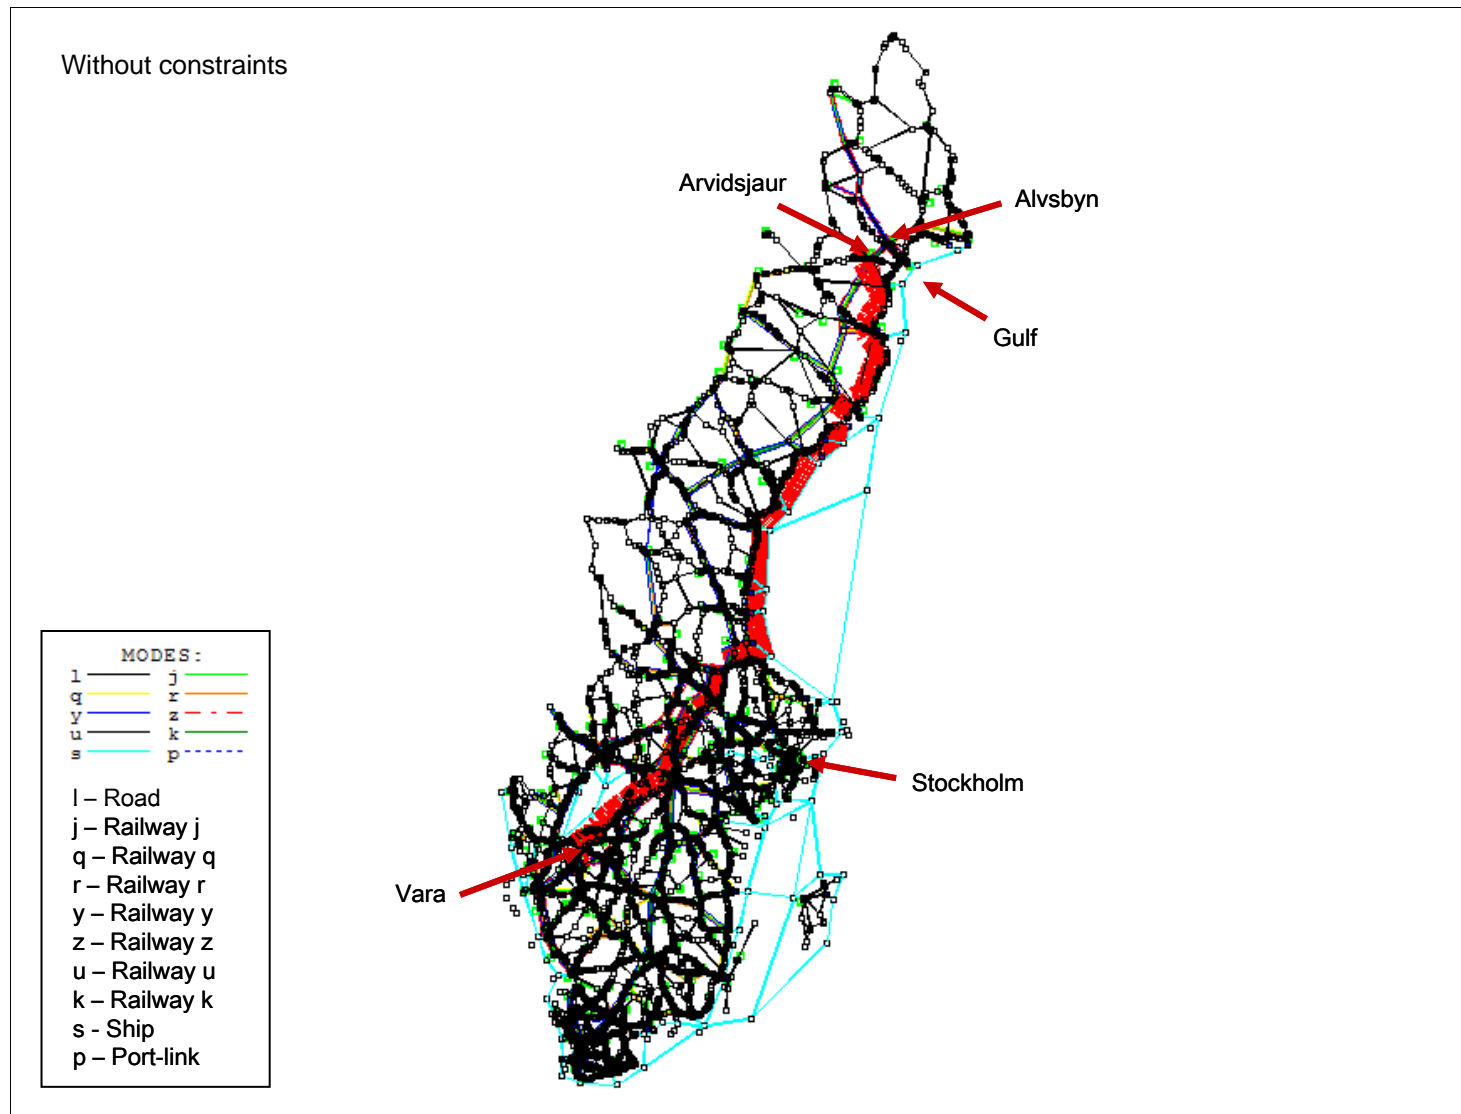 Without constraints
Arvidsjaur
Alvsbyn
Gulf
Stockholm
Vara
MODES:
l j
q r
y z
u k
s p
l – Road
j – Railway j
q – Railway q
r – Railway r
y – Railway y
z – Railway z
u – Railway u
k – Railway k
s - Ship
p – Port-link